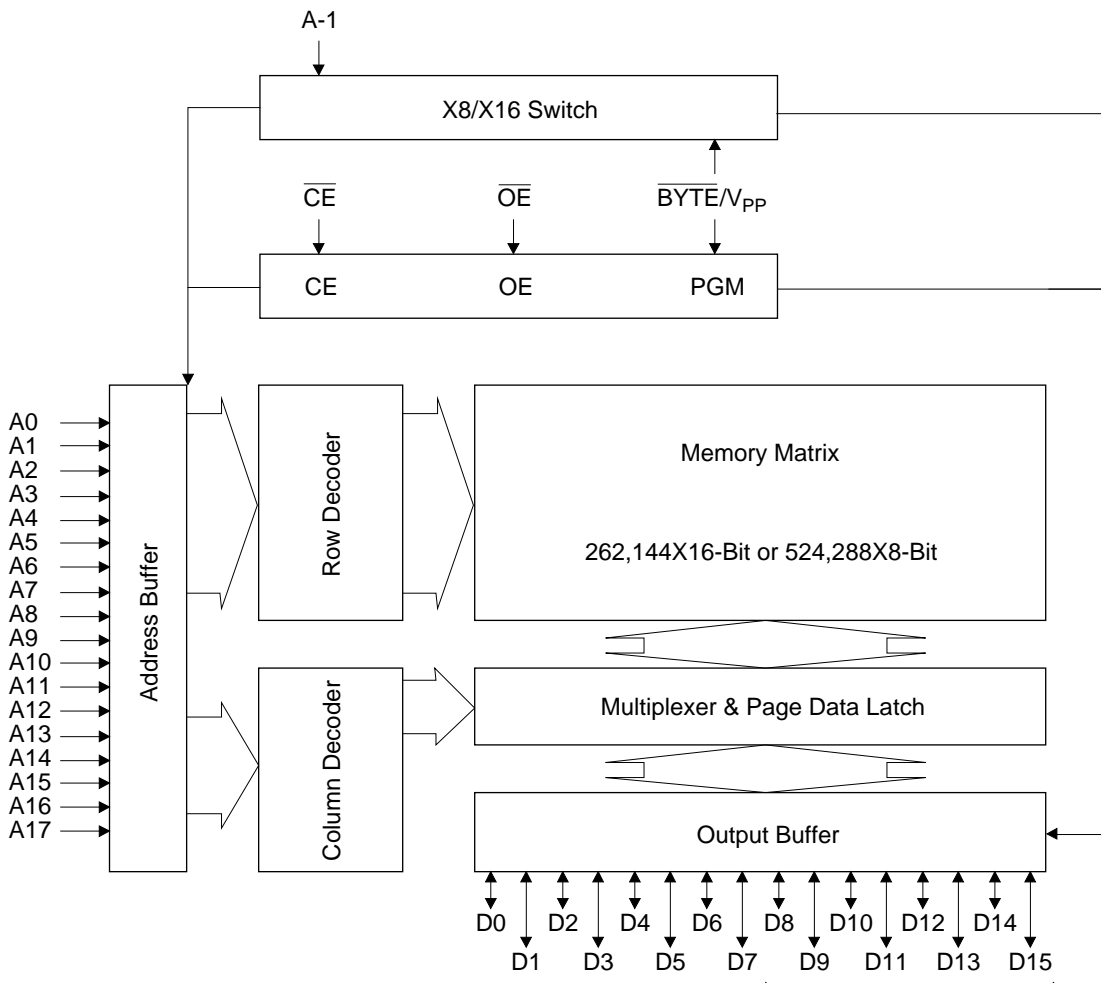 A-1
X8/X16 Switch
C̅E̅ O̅E̅ B̅Y̅T̅E̅/VPP
CE OE PGM
A0
A1
A2
A3
A4
A5
A6
A7
A8
A9
A10
A11
A12
A13
A14
A15
A16
A17
Address Buffer
Row Decoder
Column Decoder
Memory Matrix
262,144X16-Bit or 524,288X8-Bit
Multiplexer & Page Data Latch
Output Buffer
D0 D2 D4 D6 D8 D10 D12 D14
D1 D3 D5 D7 D9 D11 D13 D15